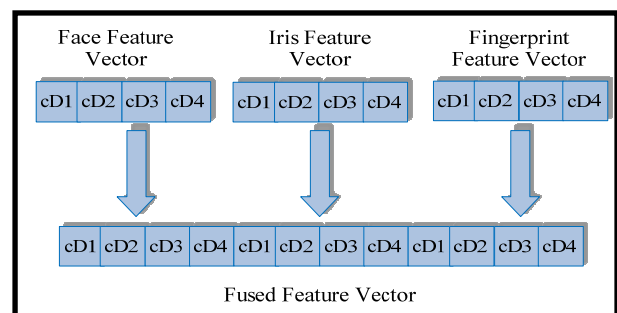 Face Feature
Vector
Iris Feature
Vector
Fingerprint
Feature Vector
cD1 cD2 cD3 cD4
cD1 cD2 cD3 cD4
cD1 cD2 cD3 cD4
cD1 cD2 cD3 cD4 cD1 cD2 cD3 cD4 cD1 cD2 cD3 cD4
Fused Feature Vector